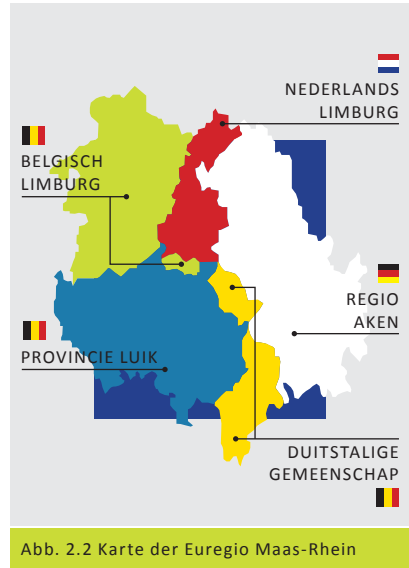 NEDERLANDS
LIMBURG
BELGISCH
LIMBURG
REGIO
AKEN
PROVINCIE LUIK
DUITSTALIGE
GEMEENSCHAP
Abb. 2.2 Karte der Euregio Maas-Rhein